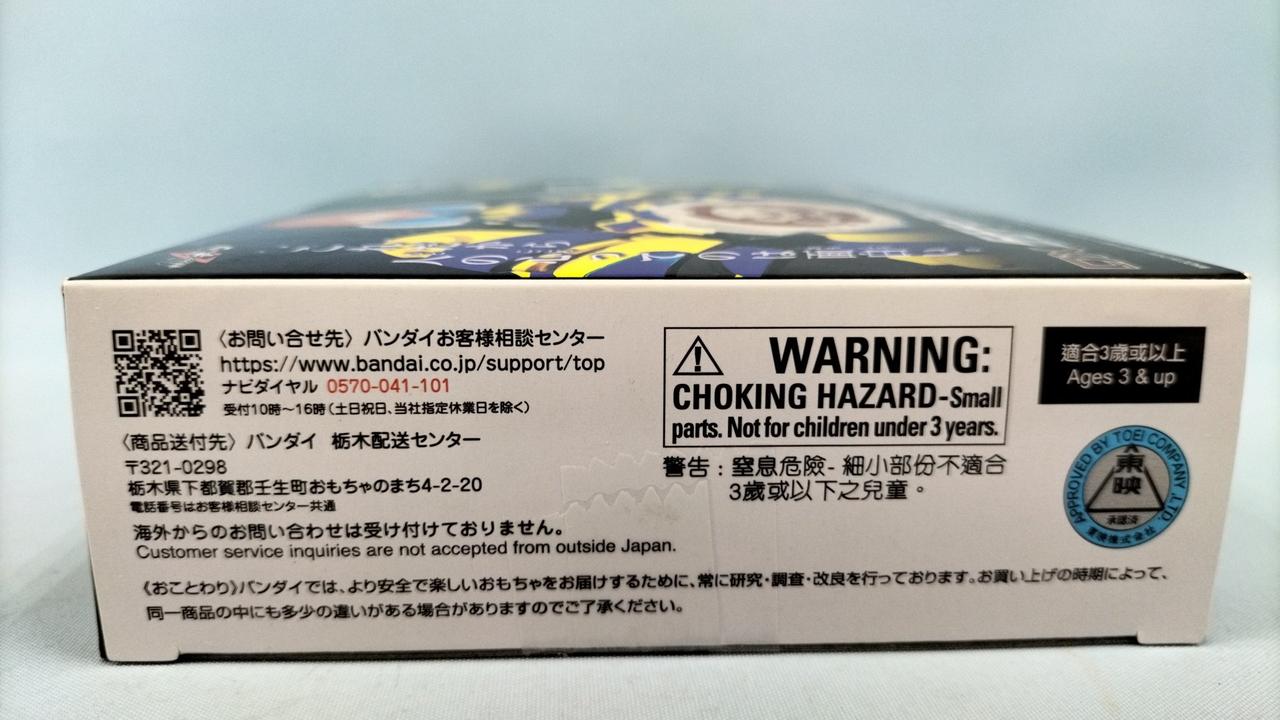 〈お問い合せ先〉バンダイお客様相談センター
https://www.bandai.co.jp/support/top
ナビダイヤル 0570-041-101
受付10時～16時(土日祝日、当社指定休業日を除く)
〈商品送付先〉バンダイ 栃木配送センター
〒321-0298
栃木県下都賀郡壬生町おもちゃのまち4-2-20
電話番号はお客様相談センター共通
海外からのお問い合わせは受け付けておりません。
Customer service inquiries are not accepted from outside Japan.
《おことわり》バンダイでは、より安全で楽しいおもちゃをお届けするために、常に研究・調査・改良を行っております。お買い上げの時期によって、
同一商品の中にも多少の違いがある場合がありますのでご了承ください。
WARNING:
CHOKING HAZARD-Small
parts. Not for children under 3 years.
警告：窒息危險- 細小部份不適合
3歲或以下之兒童。
適合3歲或以上
Ages 3 & up
APPROVED BY TOEI COMPANY, LTD.
東映
承認済
東映株式会社